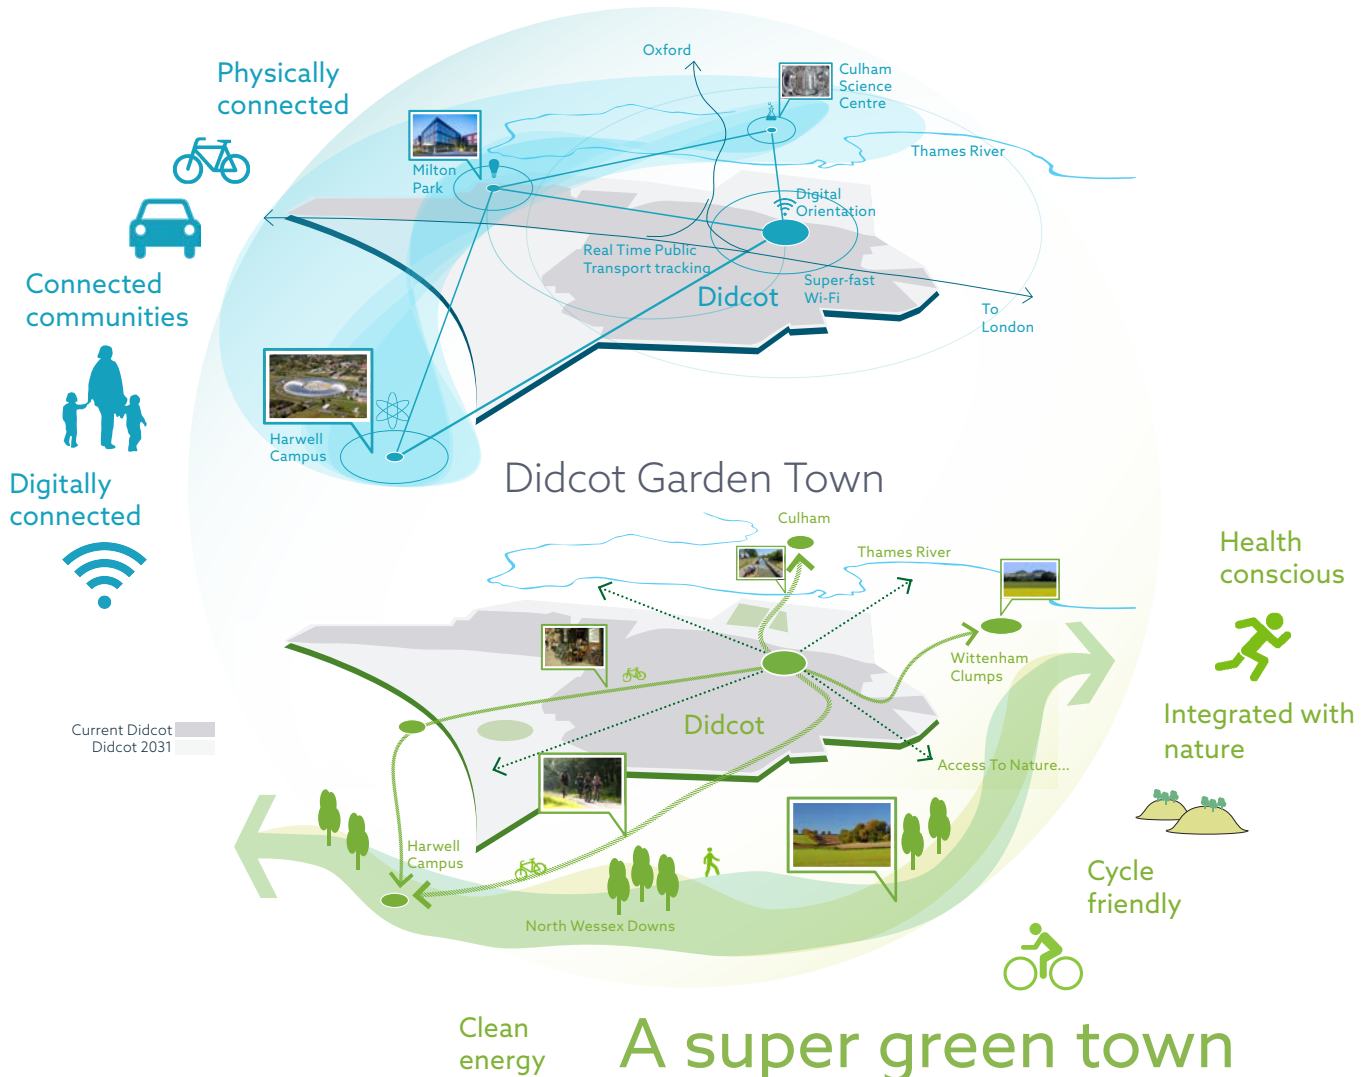 Oxford
Culham
Science
Centre
Physically
connected
Milton
Park
Thames River
Digital
Orientation
Real Time Public
Transport tracking
Super-fast
Wi-Fi
Didcot
To
London
Connected
communities
Harwell
Campus
Digitally
connected
Didcot Garden Town
Culham
Thames River
Health
conscious
Wittenham
Clumps
Integrated with
nature
Current Didcot
Didcot 2031
Didcot
Access To Nature...
Harwell
Campus
Cycle
friendly
North Wessex Downs
Clean
energy
A super green town